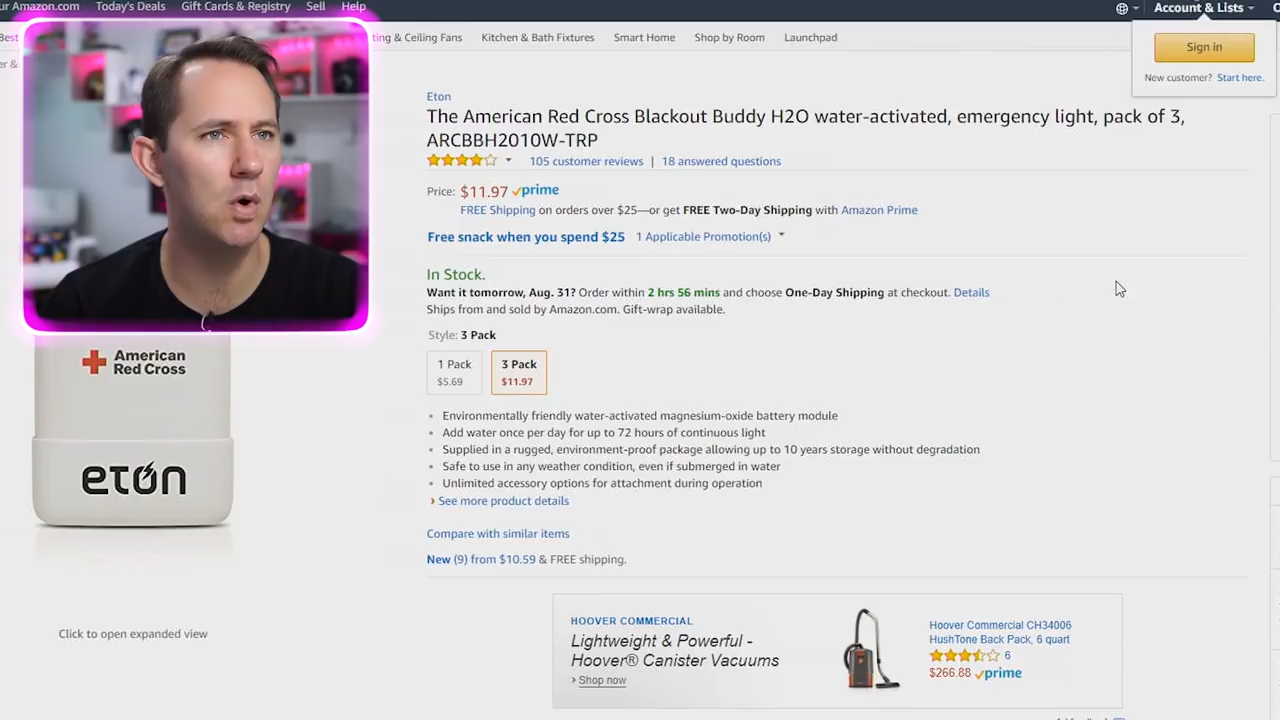 ur Amazon.com Today's Deals Gift Cards & Registry Sell Help
Account & Lists
Sign in
New customer? Start here.
Best
ting & Ceiling Fans Kitchen & Bath Fixtures Smart Home Shop by Room Launchpad
er &
Eton
The American Red Cross Blackout Buddy H2O water-activated, emergency light, pack of 3,
ARCBBH2010W-TRP
105 customer reviews | 18 answered questions
Price: $11.97 prime
FREE Shipping on orders over $25—or get FREE Two-Day Shipping with Amazon Prime
Free snack when you spend $25 1 Applicable Promotion(s)
In Stock.
Want it tomorrow, Aug. 31? Order within 2 hrs 56 mins and choose One-Day Shipping at checkout. Details
Ships from and sold by Amazon.com. Gift-wrap available.
Style: 3 Pack
1 Pack
$5.69
3 Pack
$11.97
• Environmentally friendly water-activated magnesium-oxide battery module
• Add water once per day for up to 72 hours of continuous light
• Supplied in a rugged, environment-proof package allowing up to 10 years storage without degradation
• Safe to use in any weather condition, even if submerged in water
• Unlimited accessory options for attachment during operation
› See more product details
Compare with similar items
New (9) from $10.59 & FREE shipping.
American
Red Cross
etón
Click to open expanded view
HOOVER COMMERCIAL
Lightweight & Powerful -
Hoover® Canister Vacuums
› Shop now
Hoover Commercial CH34006
HushTone Back Pack, 6 quart
6
$266.88 prime